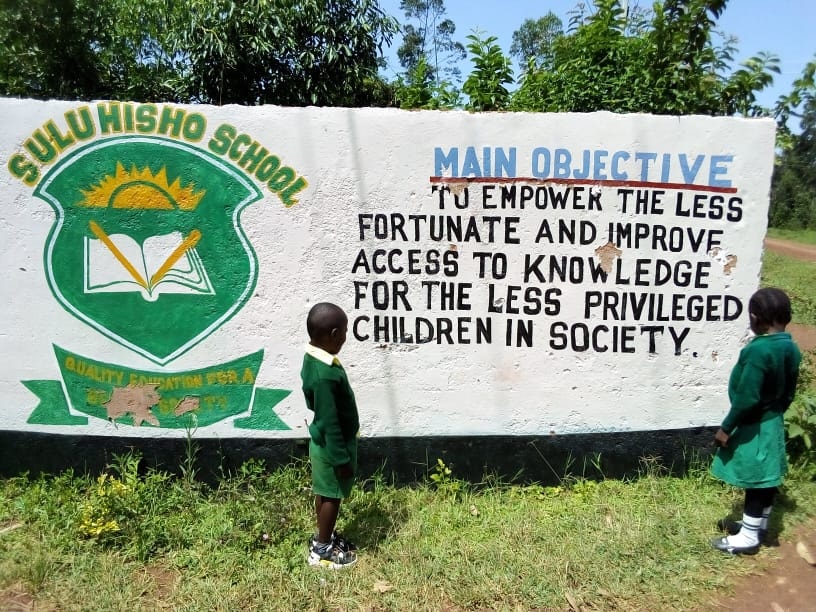 SULUHISHO SCHOOL
QUALITY EDUCATION FOR A
MAIN OBJECTIVE
TO EMPOWER THE LESS
FORTUNATE AND IMPROVE
ACCESS TO KNOWLEDGE
FOR THE LESS PRIVILEGED
CHILDREN IN SOCIETY.